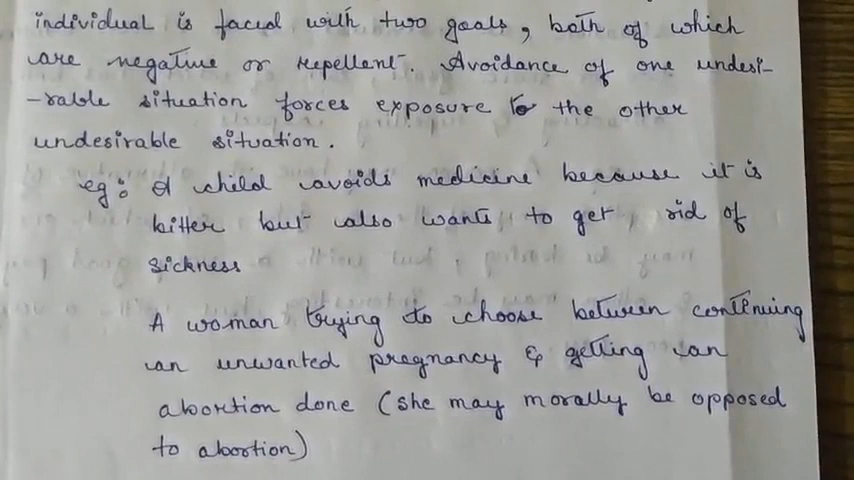 individual is facud with two goals, both of which
are negative or repellent. Avoidance of one undesi-
-rable situation forces exposure to the other
undesirable situation.
eg: A child avoids medicine because it is
bitter but also wants to get rid of
sickness
A woman trying to choose between continuing
an unwanted pregnancy & getting an
abortion done (she may morally be opposed
to abortion)